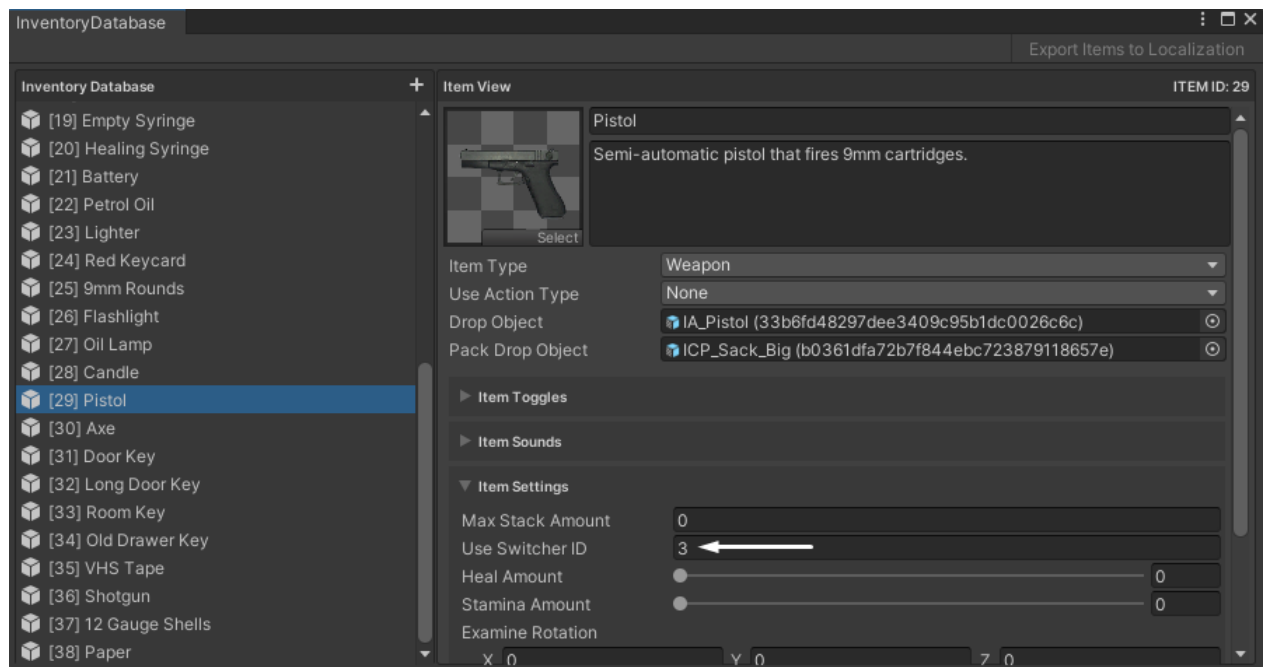 InventoryDatabase
Export Items to Localization
Inventory Database
[19] Empty Syringe
[20] Healing Syringe
[21] Battery
[22] Petrol Oil
[23] Lighter
[24] Red Keycard
[25] 9mm Rounds
[26] Flashlight
[27] Oil Lamp
[28] Candle
[29] Pistol
[30] Axe
[31] Door Key
[32] Long Door Key
[33] Room Key
[34] Old Drawer Key
[35] VHS Tape
[36] Shotgun
[37] 12 Gauge Shells
[38] Paper
Item View ITEM ID: 29
Pistol
Semi-automatic pistol that fires 9mm cartridges.
Select
Item Type Weapon
Use Action Type None
Drop Object IA_Pistol (33b6fd48297dee3409c95b1dc0026c6c)
Pack Drop Object ICP_Sack_Big (b0361dfa72b7f844ebc723879118657e)
Item Toggles
Item Sounds
Item Settings
Max Stack Amount 0
Use Switcher ID 3
Heal Amount 0
Stamina Amount 0
Examine Rotation
X 0 Y 0 Z 0